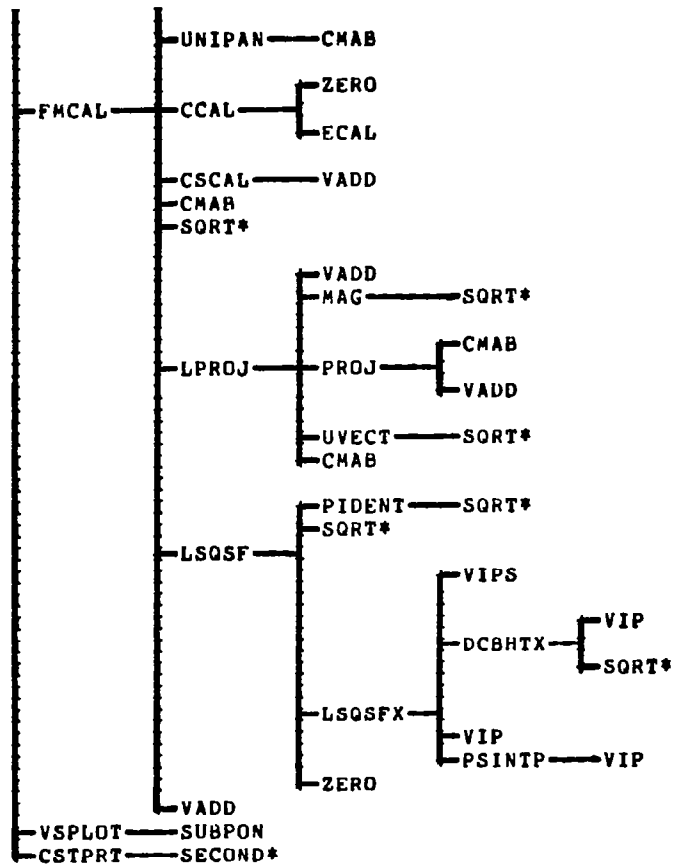 UNIPAN CMAB
ZERO
FMCAL CCAL
ECAL
CSCAL VADD
CMAB
SQRT*
VADD
MAG SQRT*
CMAB
LPROJ PROJ
VADD
UVECT SQRT*
CMAB
PIDENT SQRT*
SQRT*
LSQSF
VIPS
VIP
DCBHTX
SQRT*
LSQSFX
VIP
PSINTP VIP
ZERO
VADD
VSPLOT SUBPON
CSTPRT SECOND*